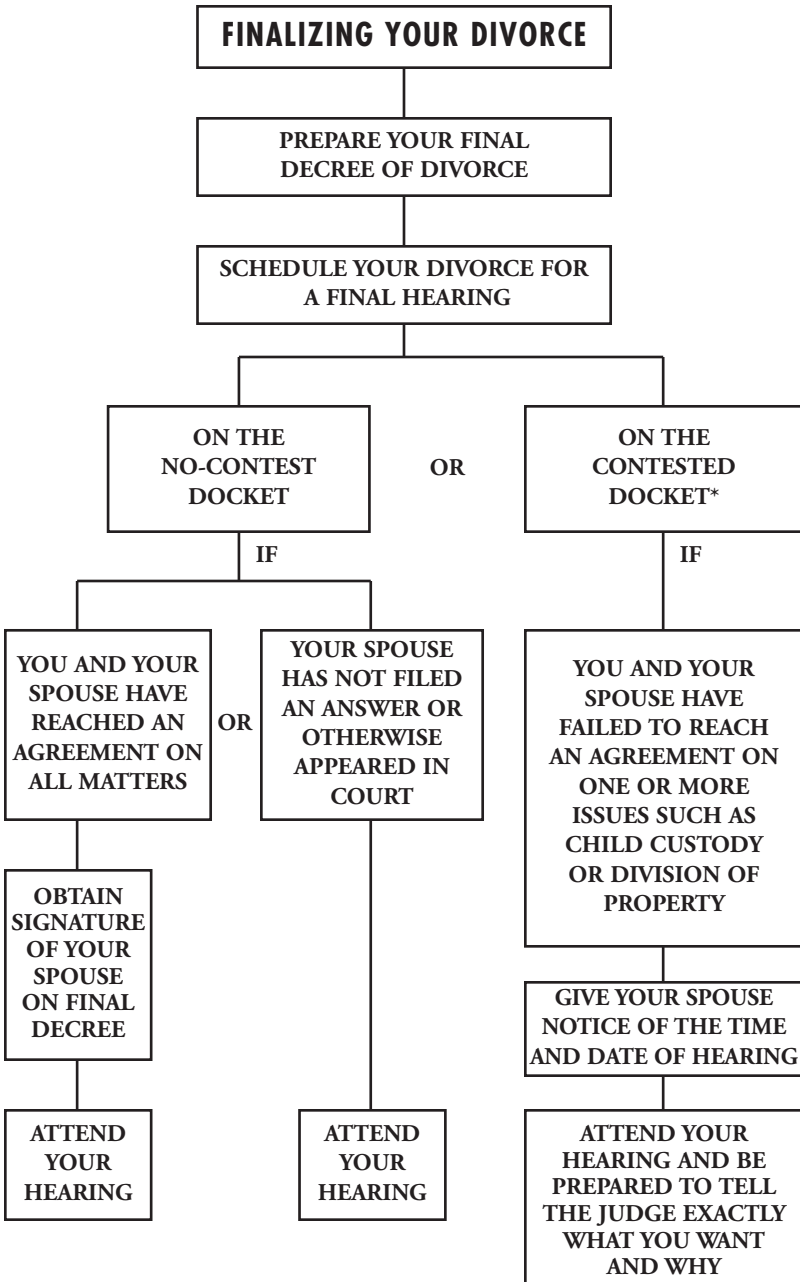 FINALIZING YOUR DIVORCE
PREPARE YOUR FINAL
DECREE OF DIVORCE
SCHEDULE YOUR DIVORCE FOR
A FINAL HEARING
ON THE
NO-CONTEST
DOCKET
OR
ON THE
CONTESTED
DOCKET*
IF
IF
YOU AND YOUR
SPOUSE HAVE
REACHED AN
AGREEMENT ON
ALL MATTERS
OR
YOUR SPOUSE
HAS NOT FILED
AN ANSWER OR
OTHERWISE
APPEARED IN
COURT
YOU AND YOUR
SPOUSE HAVE
FAILED TO REACH
AN AGREEMENT ON
ONE OR MORE
ISSUES SUCH AS
CHILD CUSTODY
OR DIVISION OF
PROPERTY
OBTAIN
SIGNATURE
OF YOUR
SPOUSE
ON FINAL
DECREE
GIVE YOUR SPOUSE
NOTICE OF THE TIME
AND DATE OF HEARING
ATTEND
YOUR
HEARING
ATTEND
YOUR
HEARING
ATTEND YOUR
HEARING AND BE
PREPARED TO TELL
THE JUDGE EXACTLY
WHAT YOU WANT
AND WHY